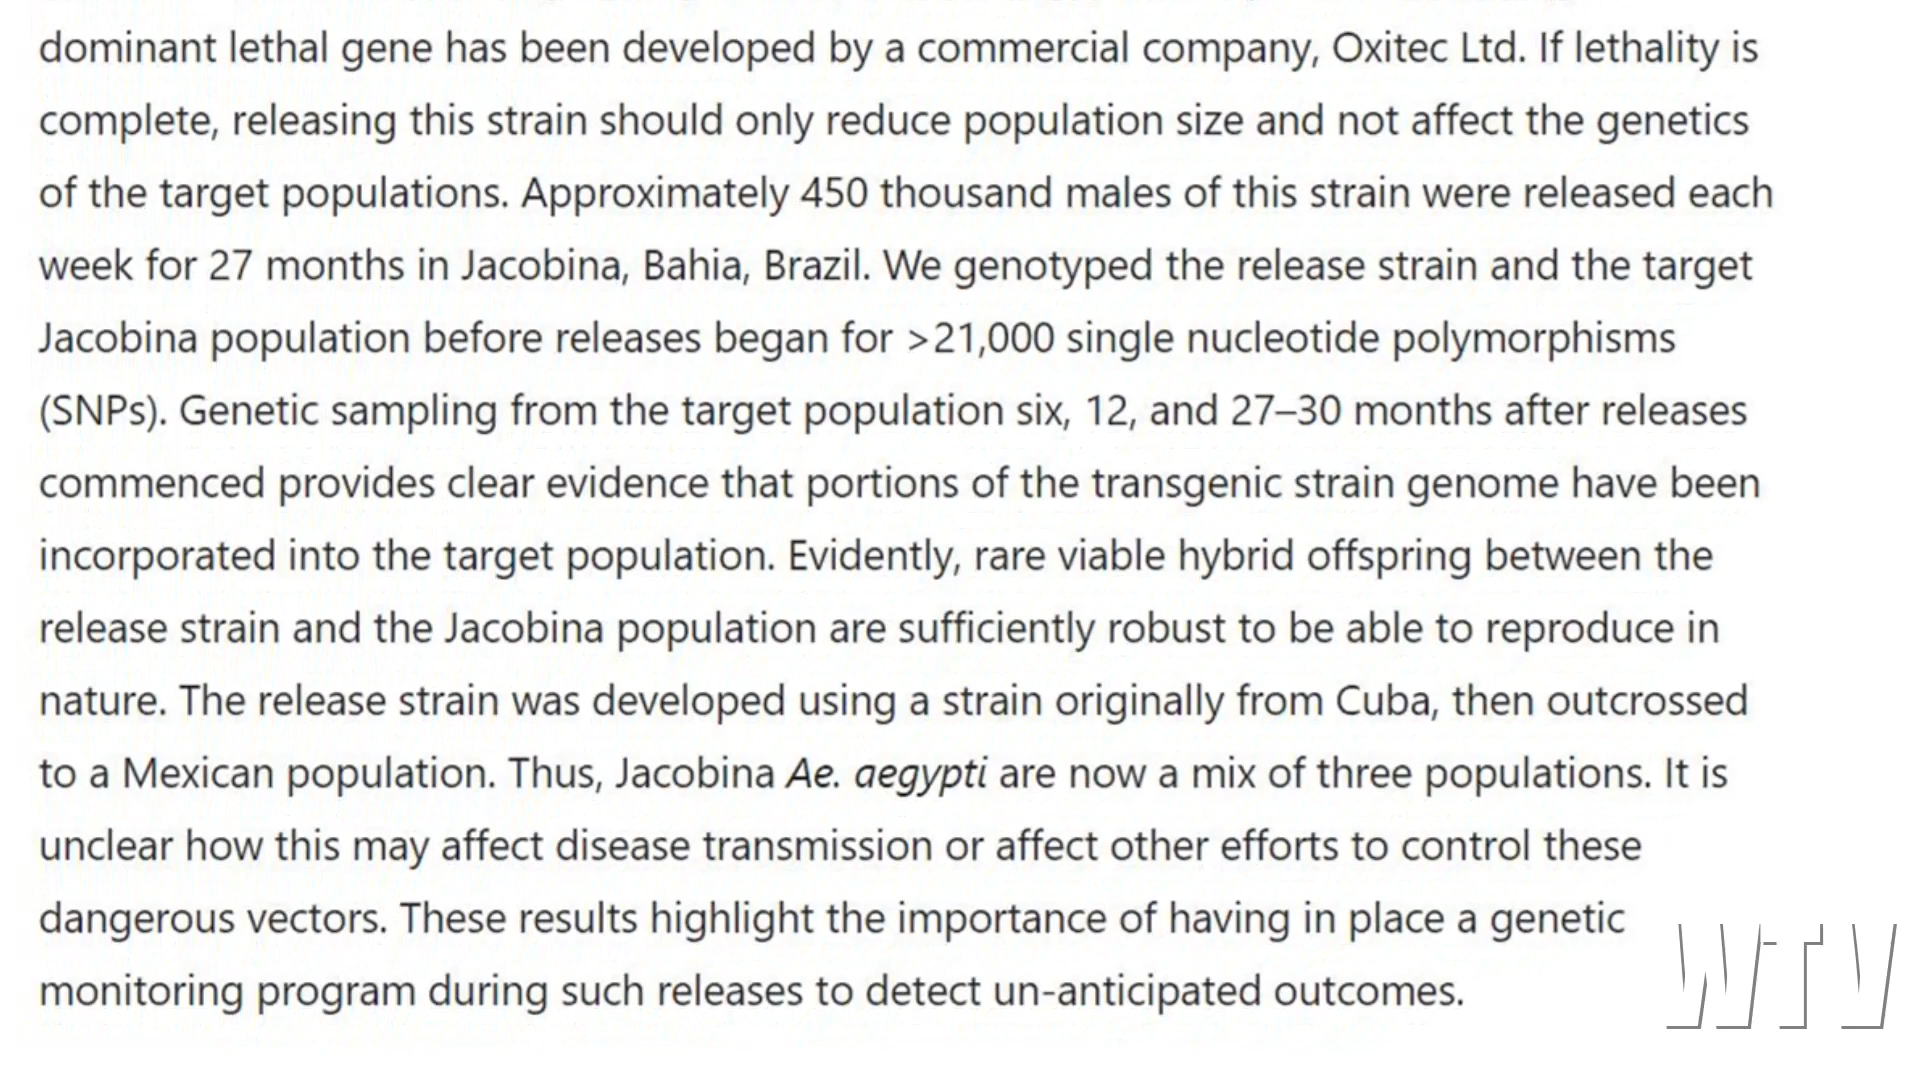 dominant lethal gene has been developed by a commercial company, Oxitec Ltd. If lethality is
complete, releasing this strain should only reduce population size and not affect the genetics
of the target populations. Approximately 450 thousand males of this strain were released each
week for 27 months in Jacobina, Bahia, Brazil. We genotyped the release strain and the target
Jacobina population before releases began for >21,000 single nucleotide polymorphisms
(SNPs). Genetic sampling from the target population six, 12, and 27–30 months after releases
commenced provides clear evidence that portions of the transgenic strain genome have been
incorporated into the target population. Evidently, rare viable hybrid offspring between the
release strain and the Jacobina population are sufficiently robust to be able to reproduce in
nature. The release strain was developed using a strain originally from Cuba, then outcrossed
to a Mexican population. Thus, Jacobina Ae. aegypti are now a mix of three populations. It is
unclear how this may affect disease transmission or affect other efforts to control these
dangerous vectors. These results highlight the importance of having in place a genetic
monitoring program during such releases to detect un-anticipated outcomes.
WTV